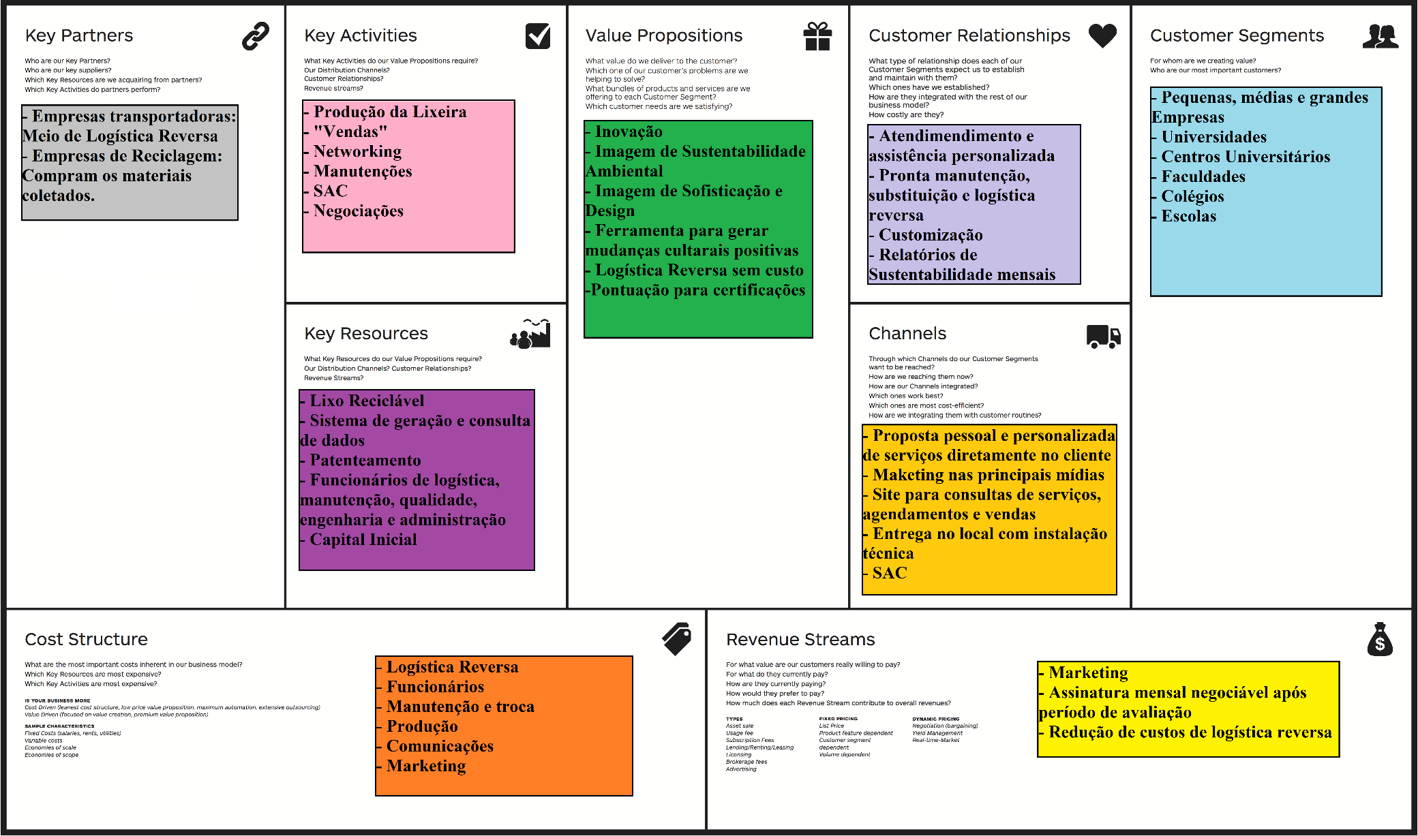 Key Partners
Who are our Key Partners?
Who are our key suppliers?
Which Key Resources are we acquairing from partners?
Which Key Activities do partners perform?
- Empresas transportadoras:
Meio de Logística Reversa
- Empresas de Reciclagem:
Compram os materiais
coletados.
Key Activities
What Key Activities do our Value Propositions require?
Our Distribution Channels?
Customer Relationships?
Revenue streams?
- Produção da Lixeira
- "Vendas"
- Networking
- Manutenções
- SAC
- Negociações
Key Resources
What Key Resources do our Value Propositions require?
Our Distribution Channels? Customer Relationships?
Revenue Streams?
- Lixo Reciclável
- Sistema de geração e consulta
de dados
- Patenteamento
- Funcionários de logística,
manutenção, qualidade,
engenharia e administração
- Capital Inicial
Value Propositions
What value do we deliver to the customer?
Which one of our customer's problems are we
helping to solve?
What bundles of products and services are we
offering to each Customer Segment?
Which customer needs are we satisfying?
- Inovação
- Imagem de Sustentabilidade
Ambiental
- Imagem de Sofisticação e
Design
- Ferramenta para gerar
mudanças cultarais positivas
- Logística Reversa sem custo
-Pontuação para certificações
Customer Relationships
What type of relationship does each of our
Customer Segments expect us to establish
and maintain with them?
Which ones have we established?
How are they integrated with the rest of our
business model?
How costly are they?
- Atendimendimento e
assistência personalizada
- Pronta manutenção,
substituição e logística
reversa
- Customização
- Relatórios de
Sustentabilidade mensais
Channels
Through which Channels do our Customer Segments
want to be reached?
How are we reaching them now?
How are our Channels integrated?
Which ones work best?
Which ones are most cost-efficient?
How are we integrating them with customer routines?
- Proposta pessoal e personalizada
de serviços diretamente no cliente
- Maketing nas principais mídias
- Site para consultas de serviços,
agendamentos e vendas
- Entrega no local com instalação
técnica
- SAC
Customer Segments
For whom are we creating value?
Who are our most important customers?
- Pequenas, médias e grandes
Empresas
- Universidades
- Centros Universitários
- Faculdades
- Colégios
- Escolas
Cost Structure
What are the most important costs inherent in our business model?
Which Key Resources are most expensive?
Which Key Activities are most expensive?
IS YOUR BUSINESS MORE
Cost Driven (leanest cost structure, low price value proposition, maximum automation, extensive outsourcing)
Value Driven (focused on value creation, premium value proposition)
SAMPLE CHARACTERISTICS
Fixed Costs (salaries, rents, utilities)
Variable costs
Economies of scale
Economies of scope
- Logística Reversa
- Funcionários
- Manutenção e troca
- Produção
- Comunicações
- Marketing
Revenue Streams
For what value are our customers really willing to pay?
For what do they currently pay?
How are they currently paying?
How would they prefer to pay?
How much does each Revenue Stream contribute to overall revenues?
TYPES
Asset sale
Usage fee
Subscription Fees
Lending/Renting/Leasing
Licensing
Brokerage fees
Advertising
FIXED PRICING
List Price
Product feature dependent
Customer segment
dependent
Volume dependent
DYNAMIC PRICING
Negotiation (bargaining)
Yield Management
Real-time-Market
$
- Marketing
- Assinatura mensal negociável após
período de avaliação
- Redução de custos de logística reversa